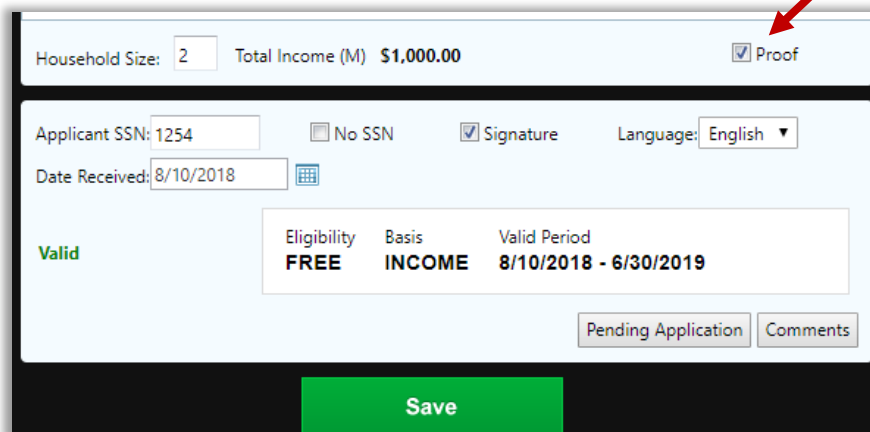 Household Size: 2 Total Income (M) $1,000.00 Proof
Applicant SSN: 1254 No SSN Signature Language: English
Date Received: 8/10/2018
Eligibility Basis Valid Period
Valid FREE INCOME 8/10/2018 - 6/30/2019
Pending Application Comments
Save